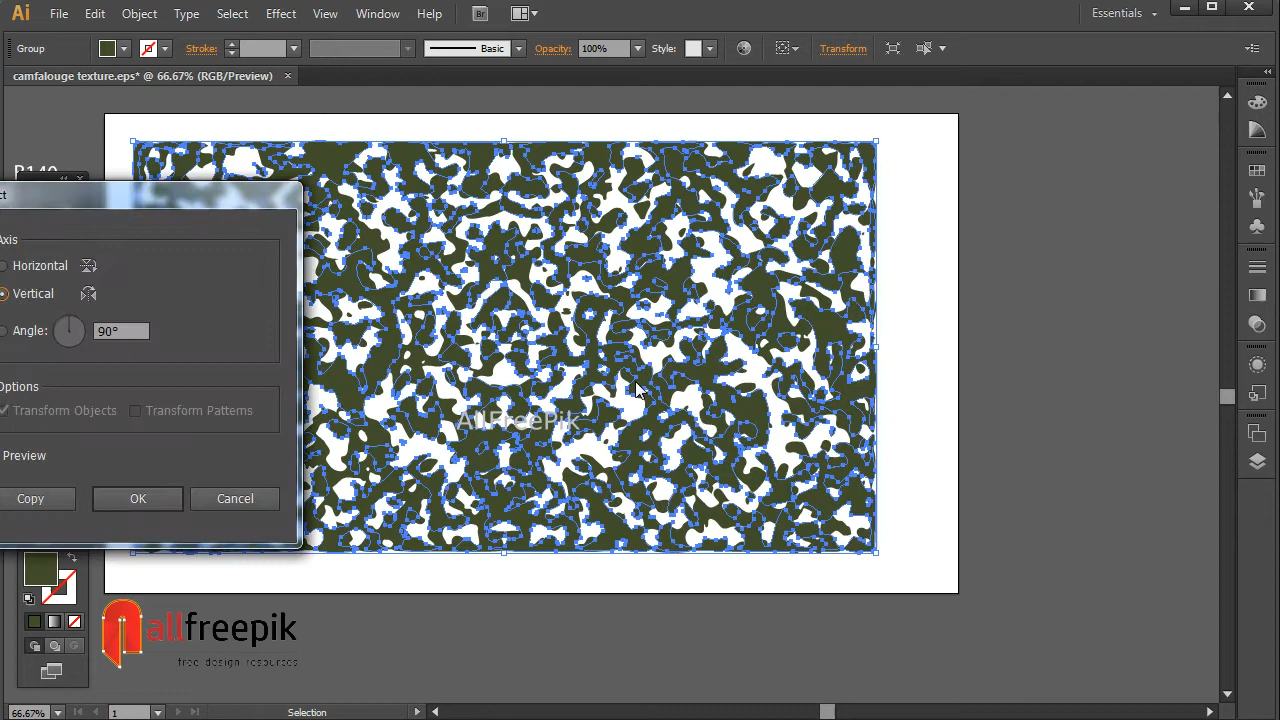 Ai File Edit Object Type Select Effect View Window Help Br Essentials
Group Stroke: Basic Opacity: 100% Style: Transform
camfalouge texture.eps* @ 66.67% (RGB/Preview)
Axis
Horizontal
Vertical
Angle: 90°
Options
Transform Objects Transform Patterns
Preview
Copy OK Cancel
AllFreePik
allfreepik
free design resources
66.67% 1 Selection